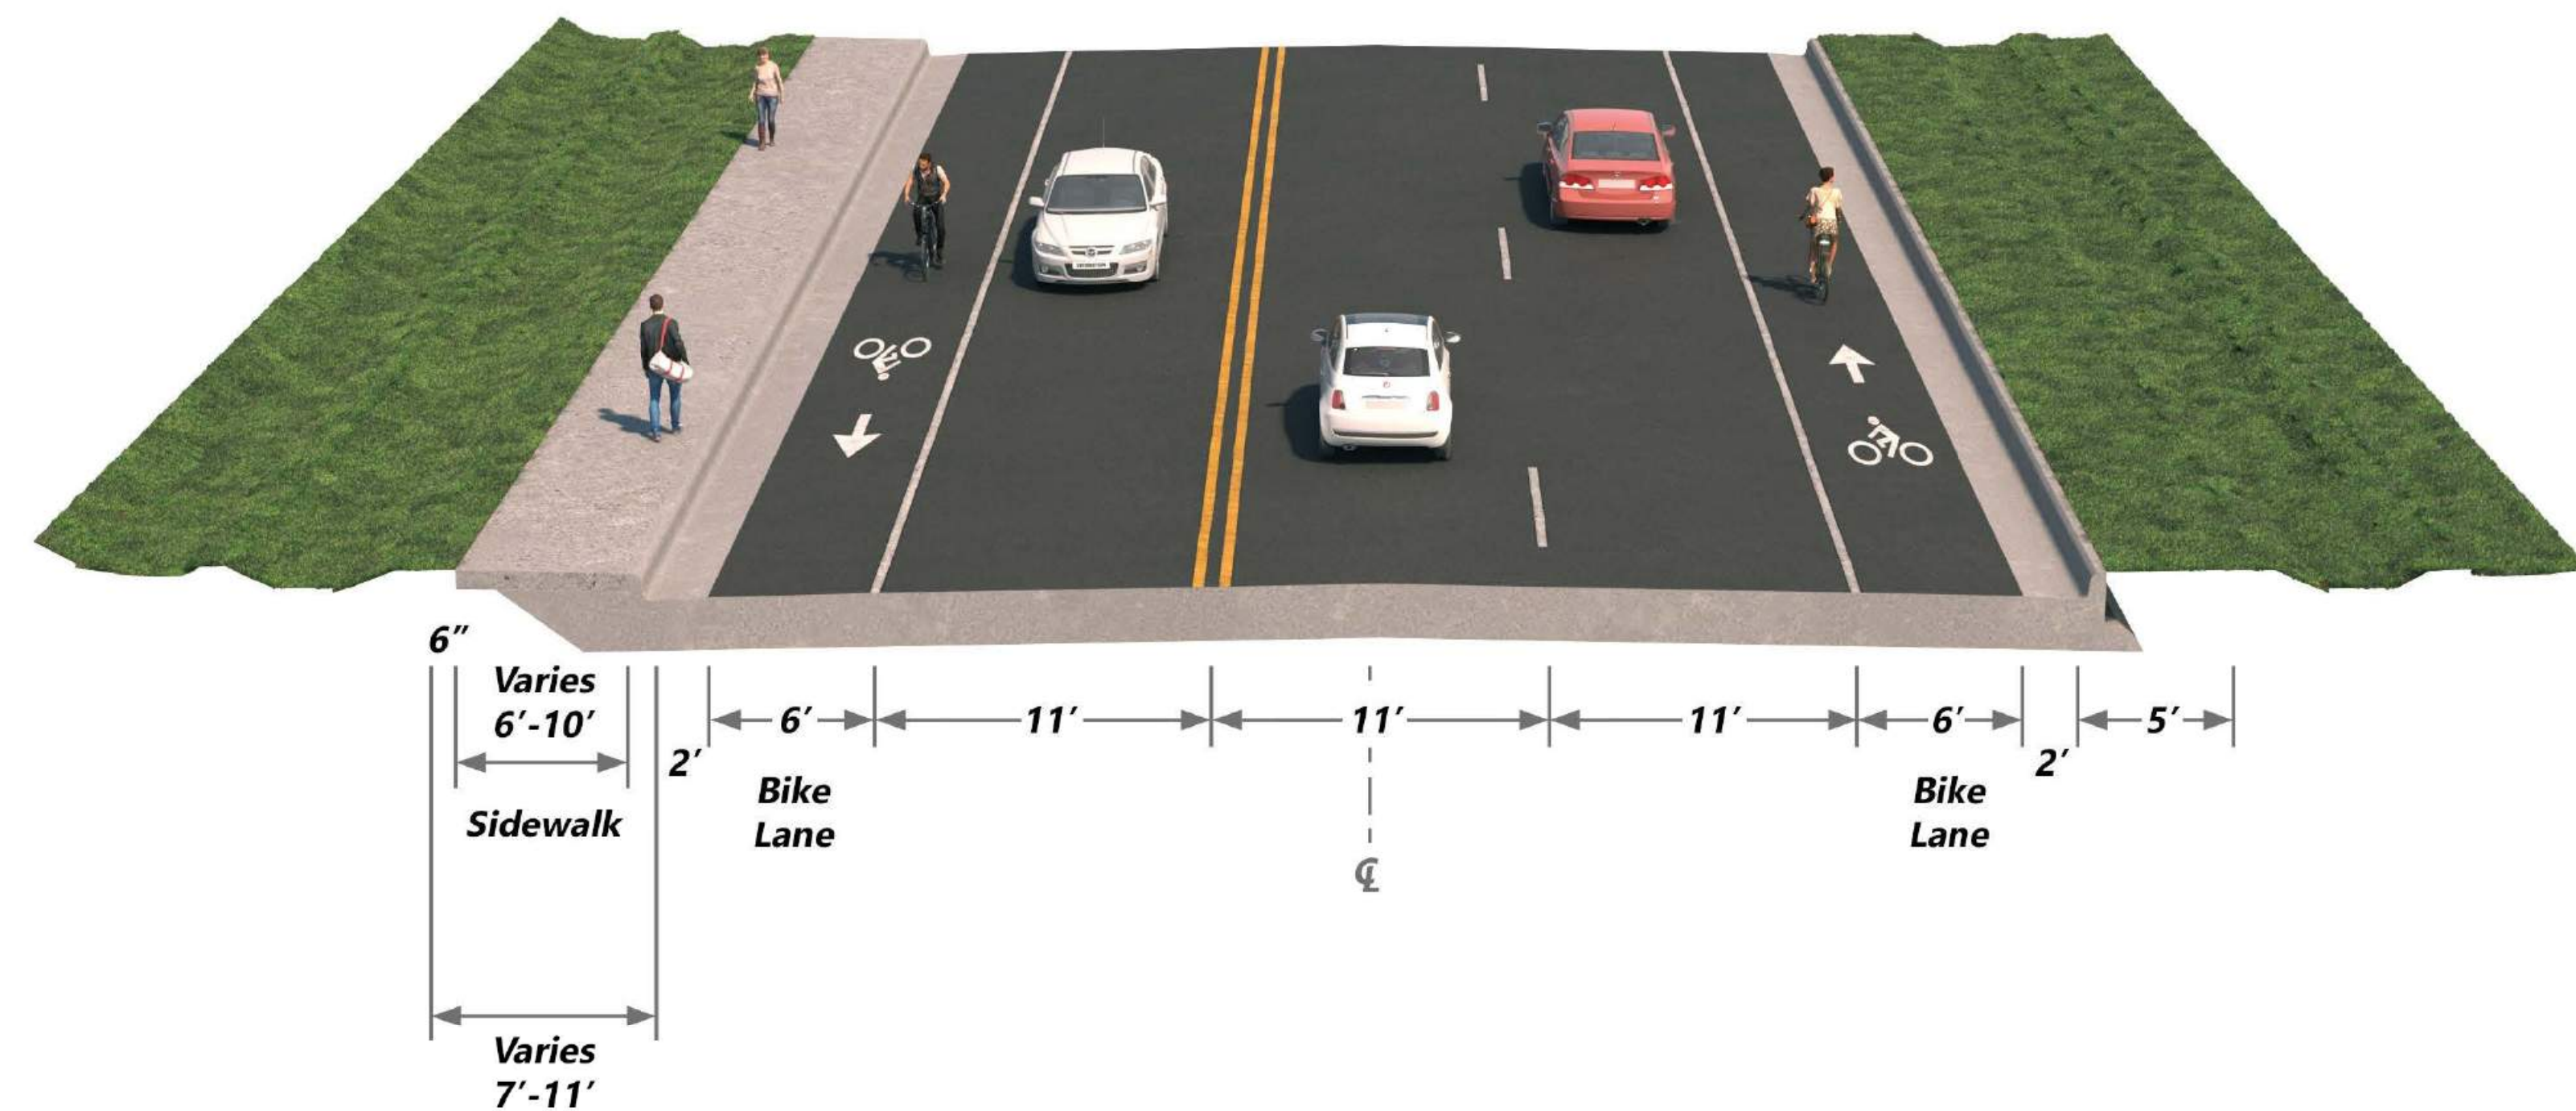 6”
Varies
6’-10’
Sidewalk
2’
6’
Bike
Lane
11’
11’
℄
11’
6’
Bike
Lane
2’
5’
Varies
7’-11’